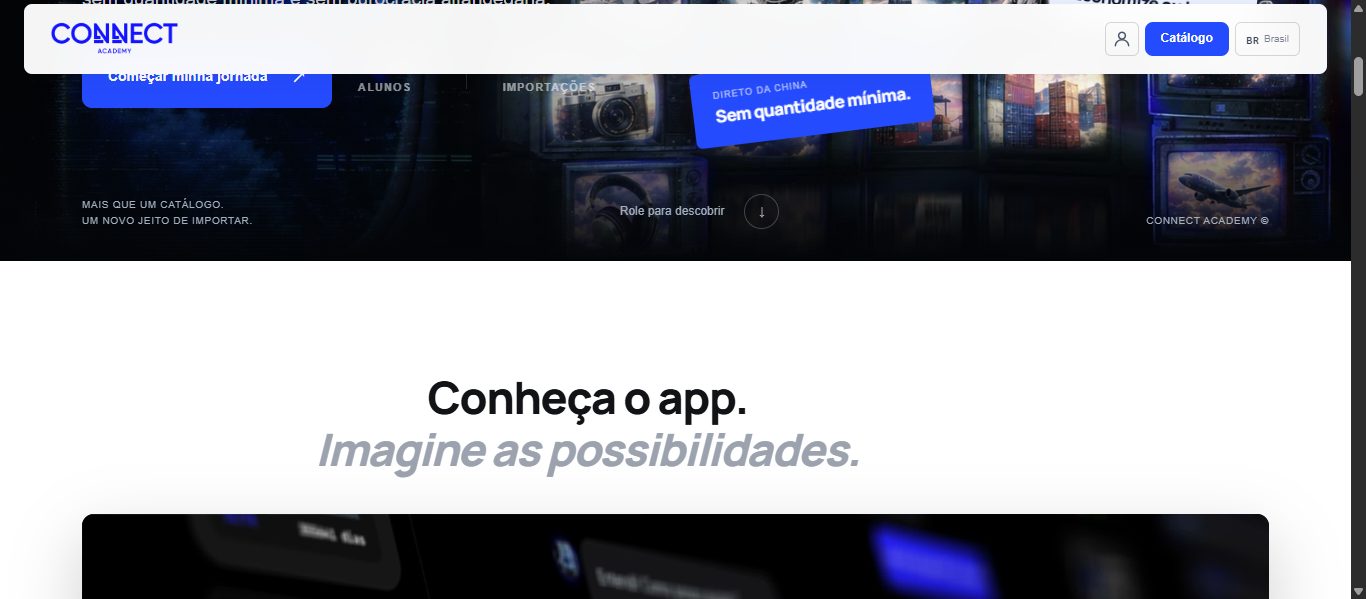 CONNECT
ACADEMY
Catálogo
BR Brasil
Começar minha jornada
ALUNOS
IMPORTAÇÕES
DIRETO DA CHINA
Sem quantidade mínima.
MAIS QUE UM CATÁLOGO.
UM NOVO JEITO DE IMPORTAR.
Role para descobrir
CONNECT ACADEMY ©
Conheça o app.
Imagine as possibilidades.